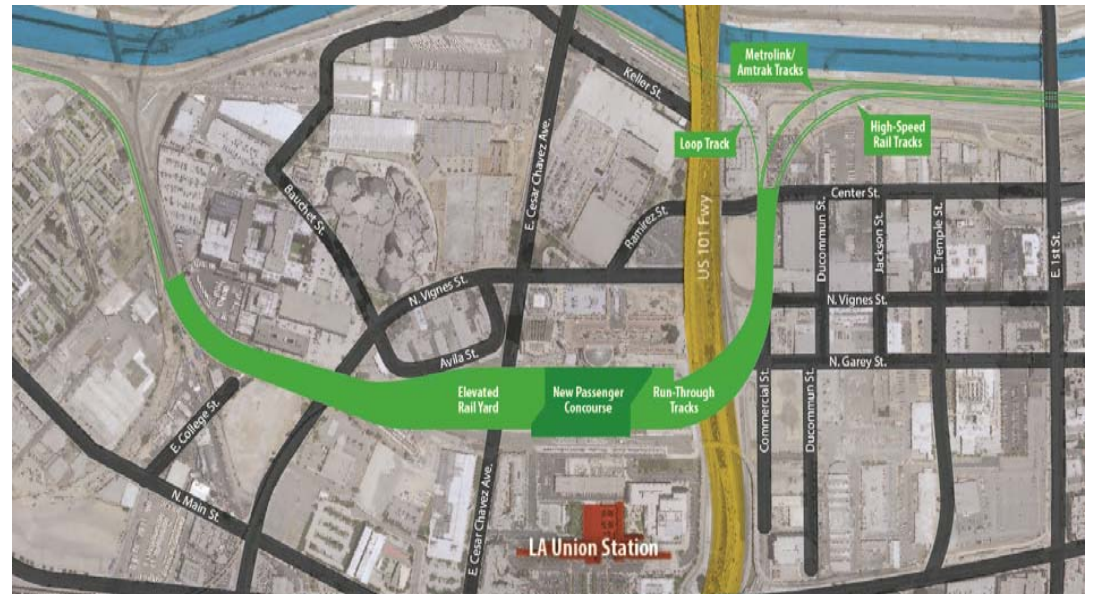 Metrolink/
Amtrak Tracks
Keller St.
Loop Track
High-Speed
Rail Tracks
E. Cesar Chavez Ave.
Bauchet St.
Ramirez St.
US 101 Fwy
Center St.
Ducommun St.
Jackson St.
E. Temple St.
E. 1st St.
N. Vignes St.
N. Vignes St.
Avila St.
N. Garey St.
Elevated
Rail Yard
New Passenger
Concourse
Run-Through
Tracks
E. College St.
Commercial St.
Ducommun St.
N. Main St.
E. Cesar Chavez Ave.
LA Union Station